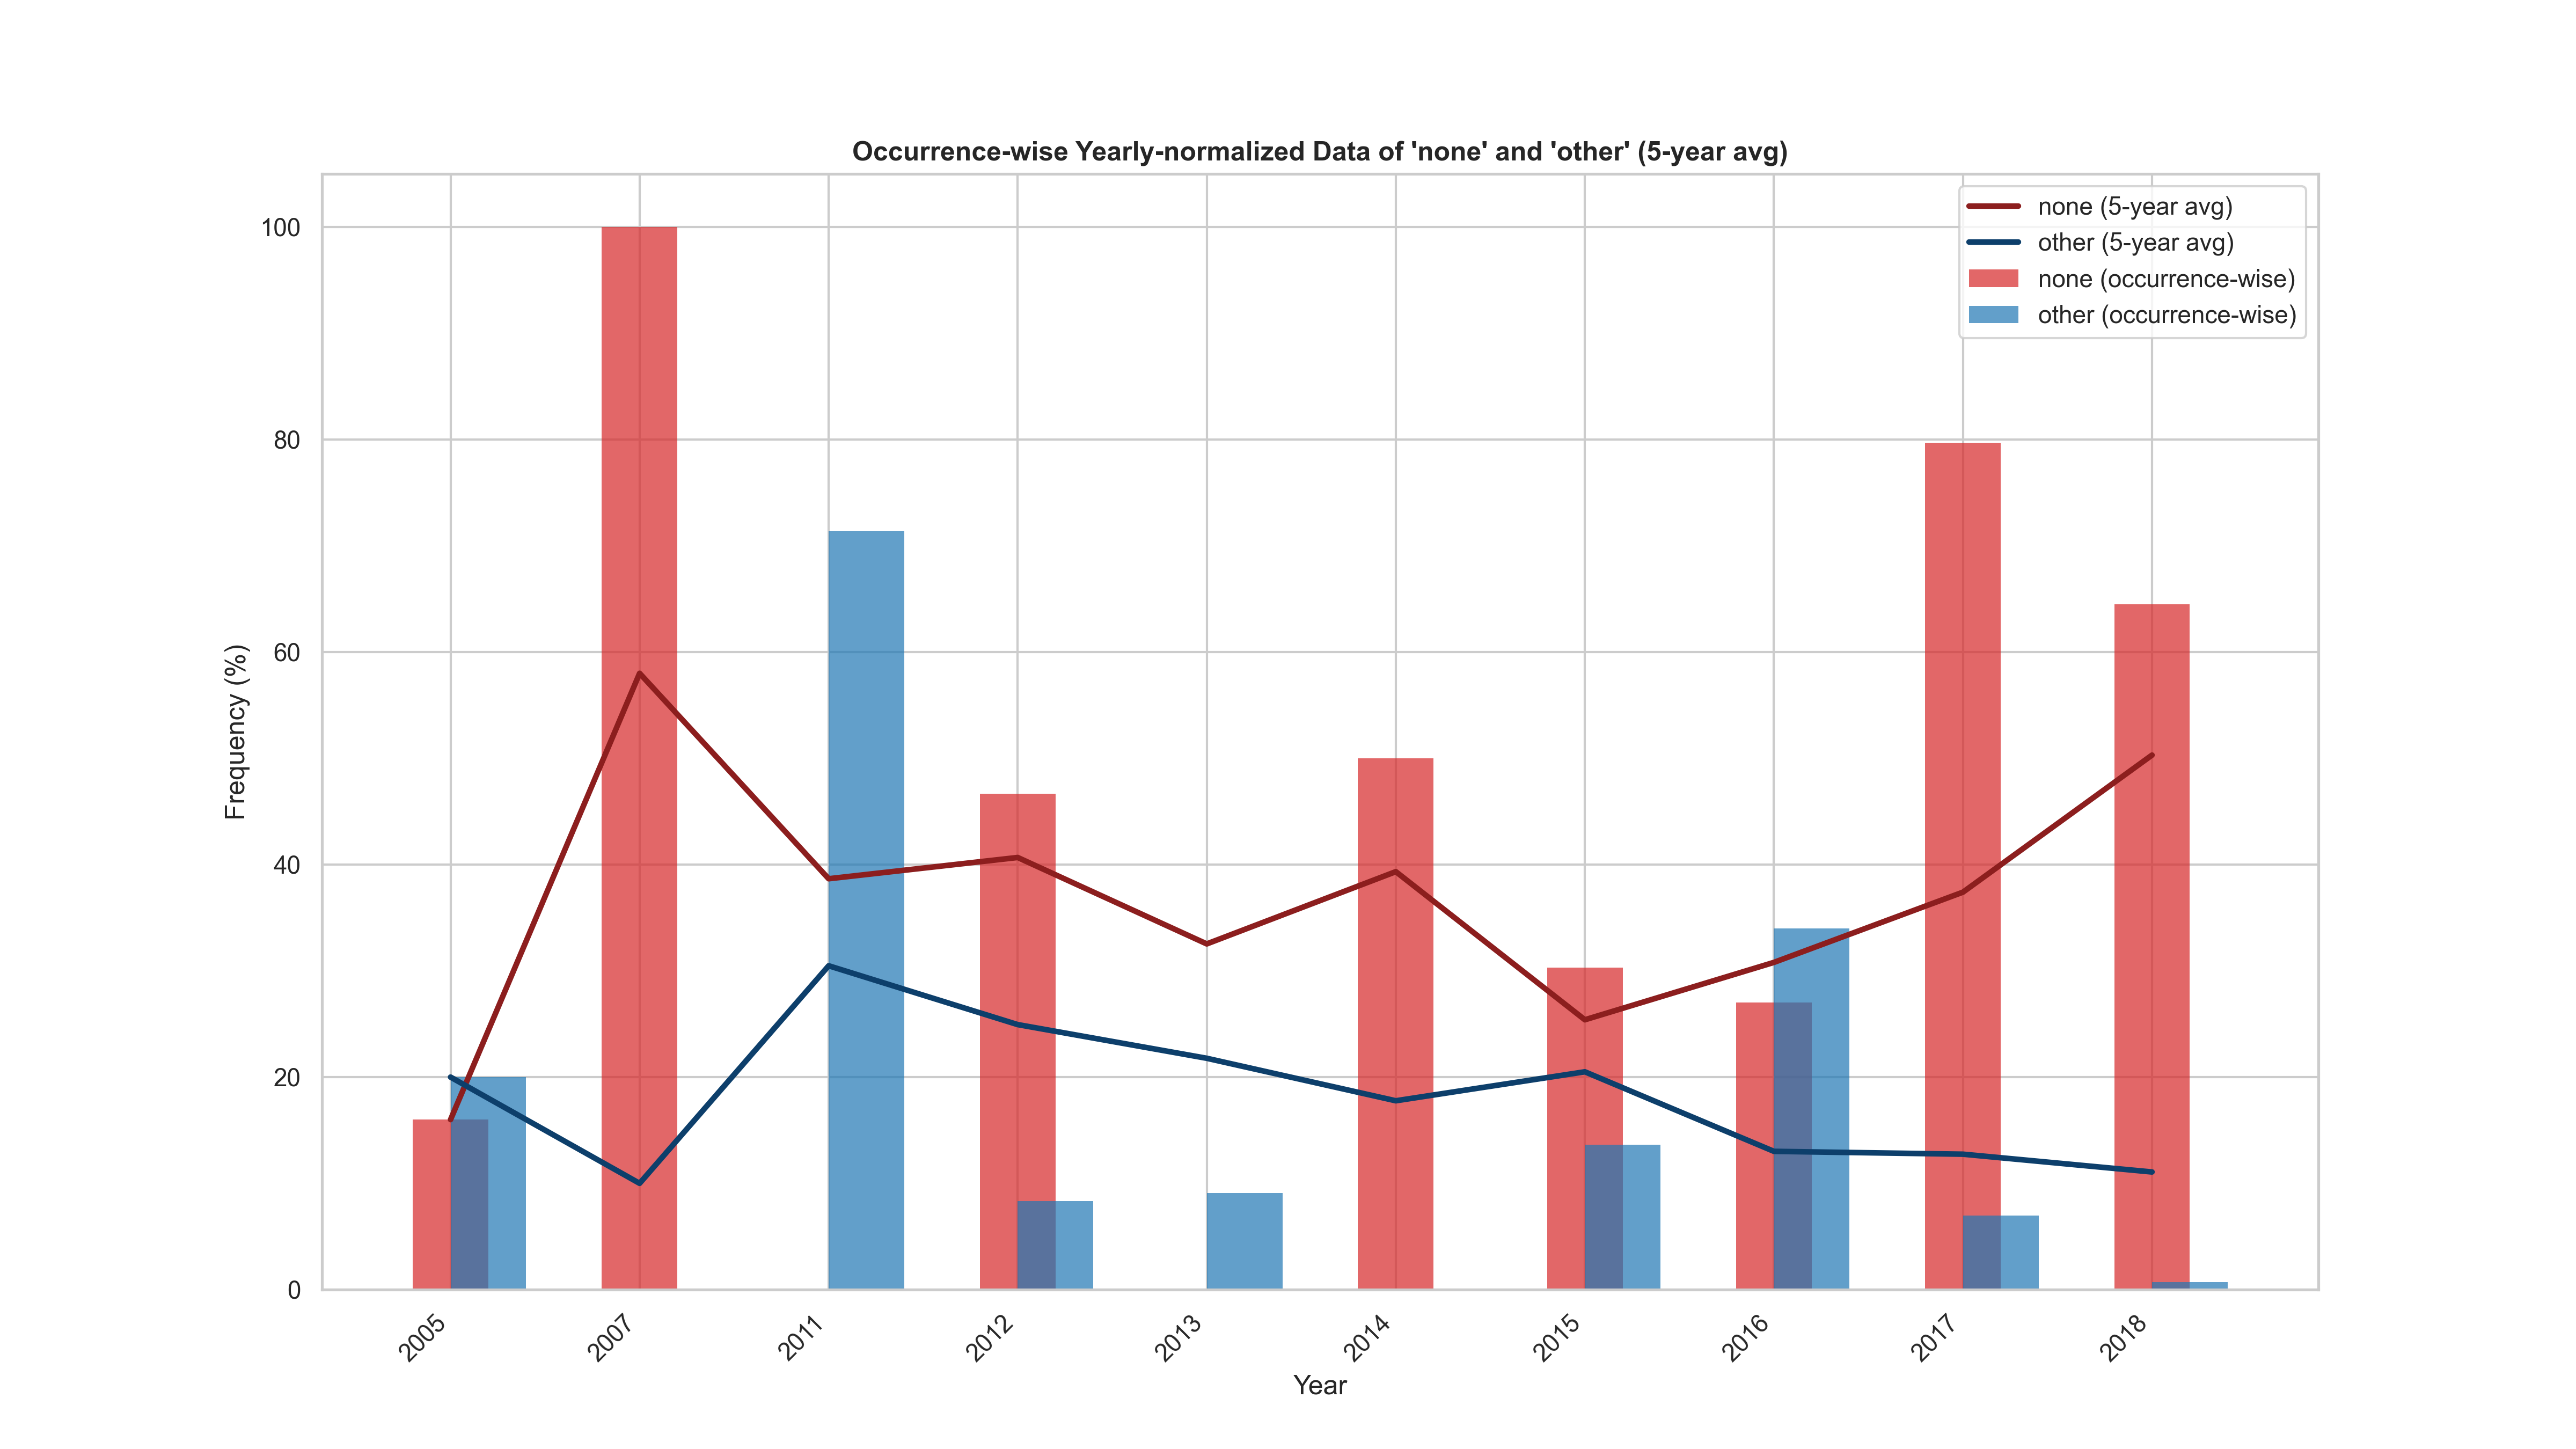 Occurrence-wise Yearly-normalized Data of 'none' and 'other' (5-year avg)
none (5-year avg)
other (5-year avg)
none (occurrence-wise)
other (occurrence-wise)
Frequency (%)
100
80
60
40
20
0
2005
2007
2011
2012
2013
2014
2015
2016
2017
2018
Year